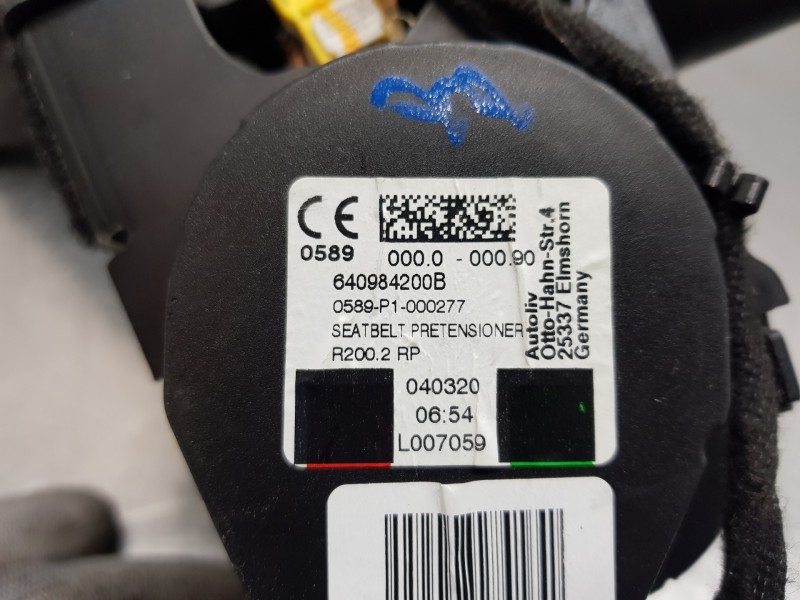 CE
0589
000.0 - 000.90
640984200B
0589-P1-000277
SEATBELT PRETENSIONER
R200.2 RP
040320
06:54
L007059
Autoliv
Otto-Hahn-Str.4
25337 Elmshorn
Germany